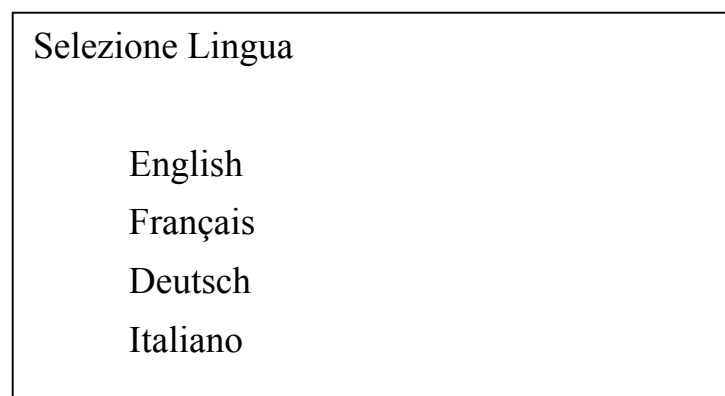 Selezione Lingua
English
Français
Deutsch
Italiano